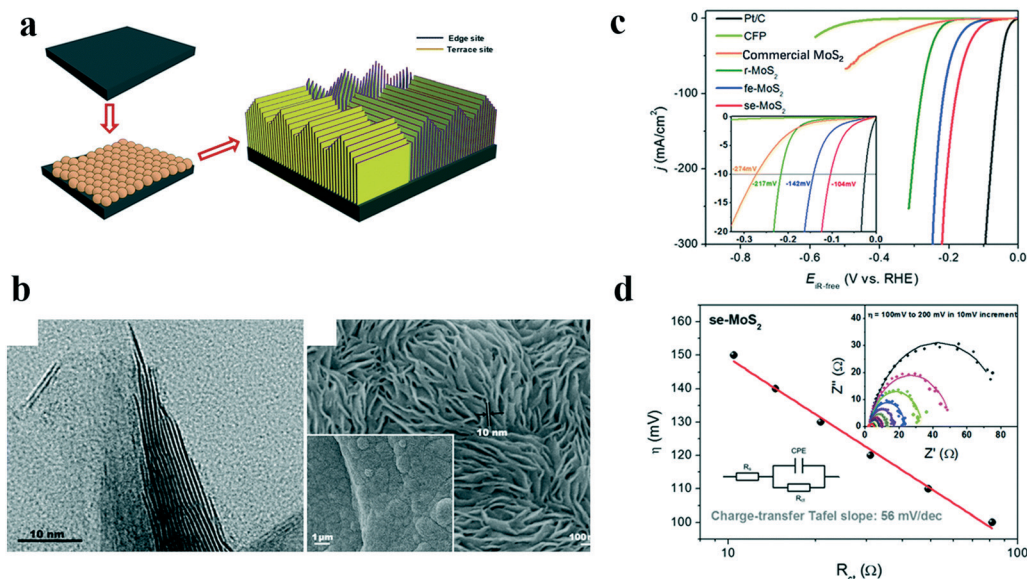 a
Edge site
Terrace site
b
10 nm
10 nm
1μm
100n
c
Pt/C
CFP
Commercial MoS2
r-MoS2
fe-MoS2
se-MoS2
0
-100
-200
-300
j (mA/cm2)
0
-5
-10
-15
-20
-274mV
-217mV
-142mV
-104mV
-0.3 -0.2 -0.1 0.0
-0.8 -0.6 -0.4 -0.2 0.0
EiR-free (V vs. RHE)
d
se-MoS2
η = 100mV to 200 mV in 10mV increment
40
30
20
10
0
Z'' (Ω)
0 20 40 60 80 100
Z' (Ω)
160
150
140
130
120
110
100
η (mV)
CPE
Rs
Rct
Charge-transfer Tafel slope: 56 mV/dec
10 100
Rct (Ω)